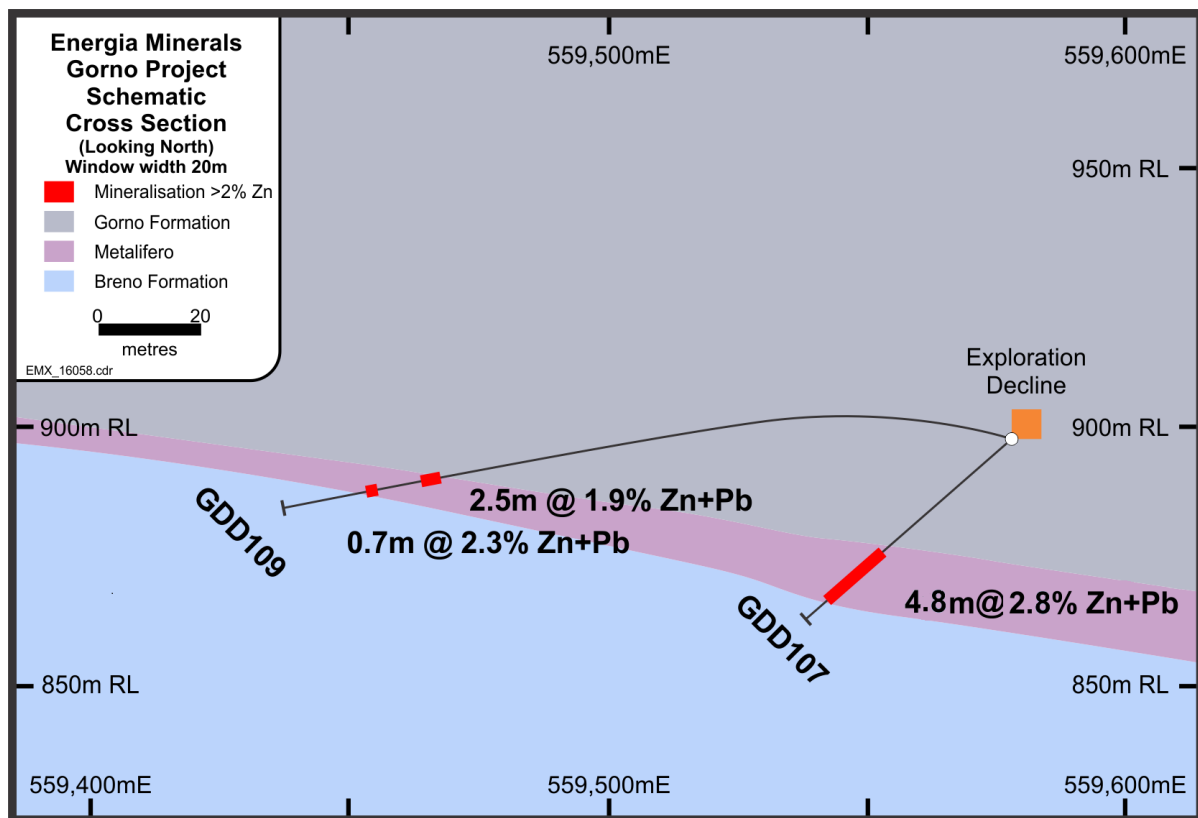 Energia Minerals
Gorno Project
Schematic
Cross Section
(Looking North)
Window width 20m
Mineralisation >2% Zn
Gorno Formation
Metalifero
Breno Formation
0 20
metres
EMX_16058.cdr
559,500mE 559,600mE
950m RL
Exploration
Decline
900m RL 900m RL
2.5m @ 1.9% Zn+Pb
0.7m @ 2.3% Zn+Pb
GDD109
4.8m@ 2.8% Zn+Pb
GDD107
850m RL 850m RL
559,400mE 559,500mE 559,600mE